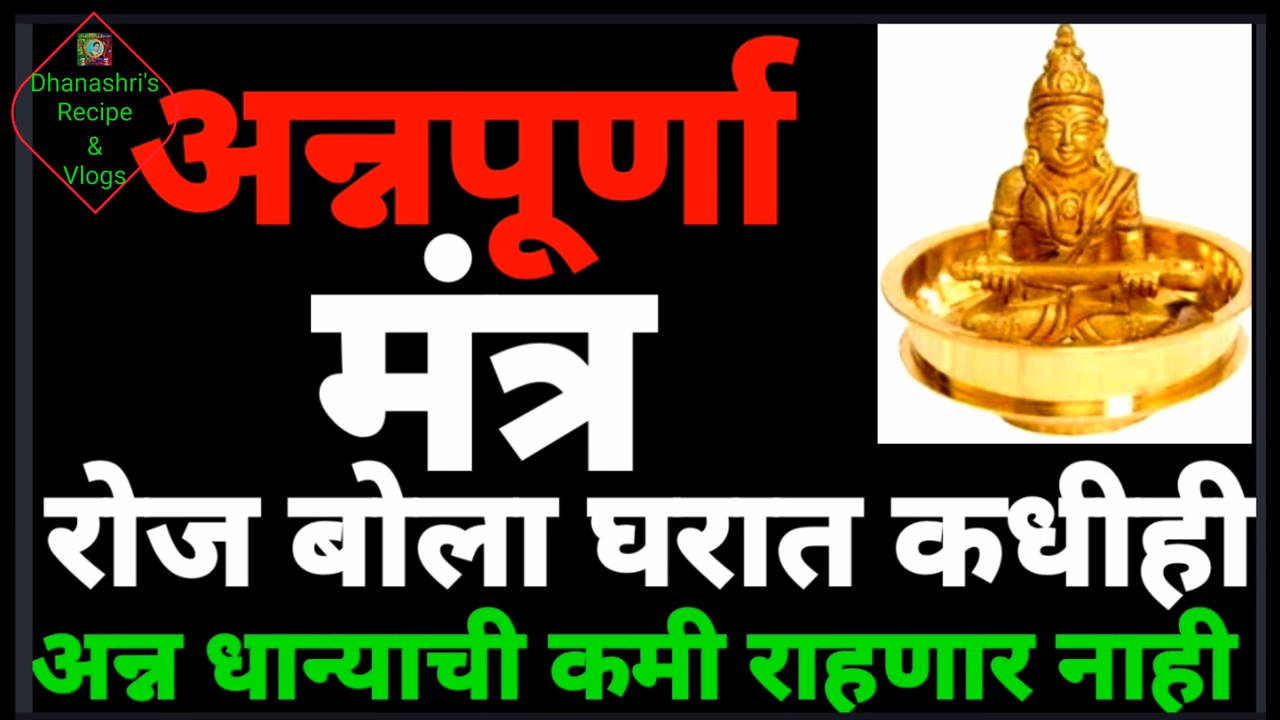 Dhanashri's
Recipe
&
Vlogs
अन्नपूर्णा
मंत्र
रोज बोला घरात कधीही
अन्न धान्याची कमी राहणार नाही